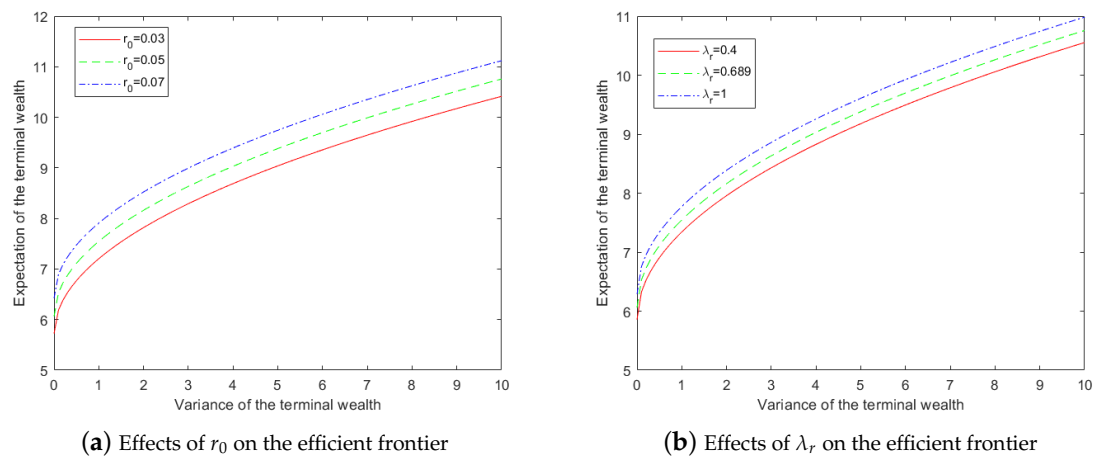 12
11
10
9
8
7
6
5
Expectation of the terminal wealth
r₀=0.03
r₀=0.05
r₀=0.07
0 1 2 3 4 5 6 7 8 9 10
Variance of the terminal wealth
(a) Effects of r₀ on the efficient frontier
11
10
9
8
7
6
5
Expectation of the terminal wealth
λᵣ=0.4
λᵣ=0.689
λᵣ=1
0 1 2 3 4 5 6 7 8 9 10
Variance of the terminal wealth
(b) Effects of λᵣ on the efficient frontier